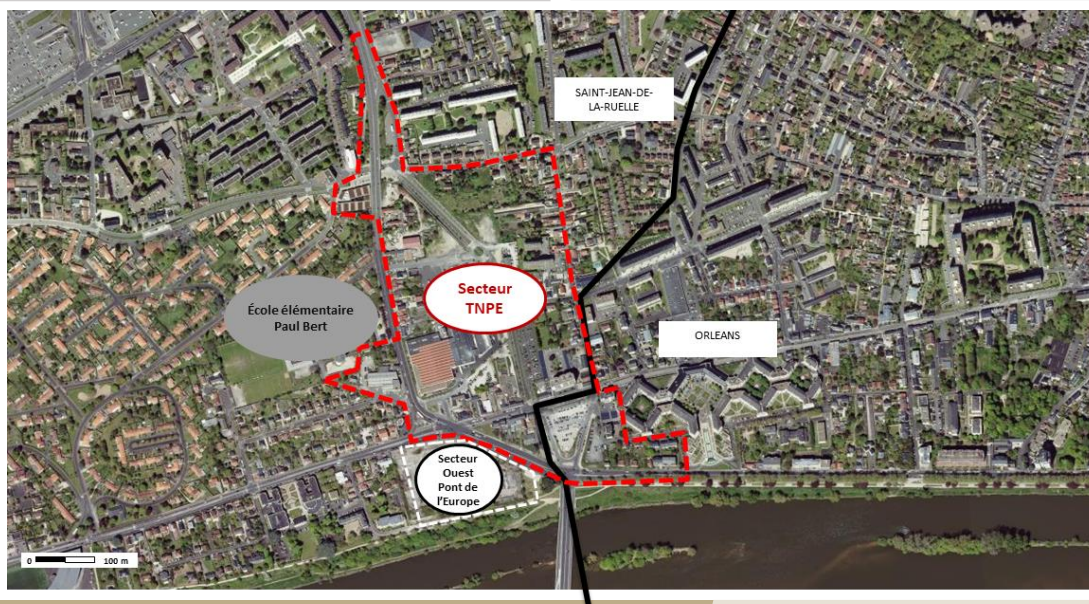 SAINT-JEAN-DE-
LA-RUELLE
Secteur
TNPE
École élémentaire
Paul Bert
ORLEANS
Secteur
Ouest
Pont de
l'Europe
0 100 m